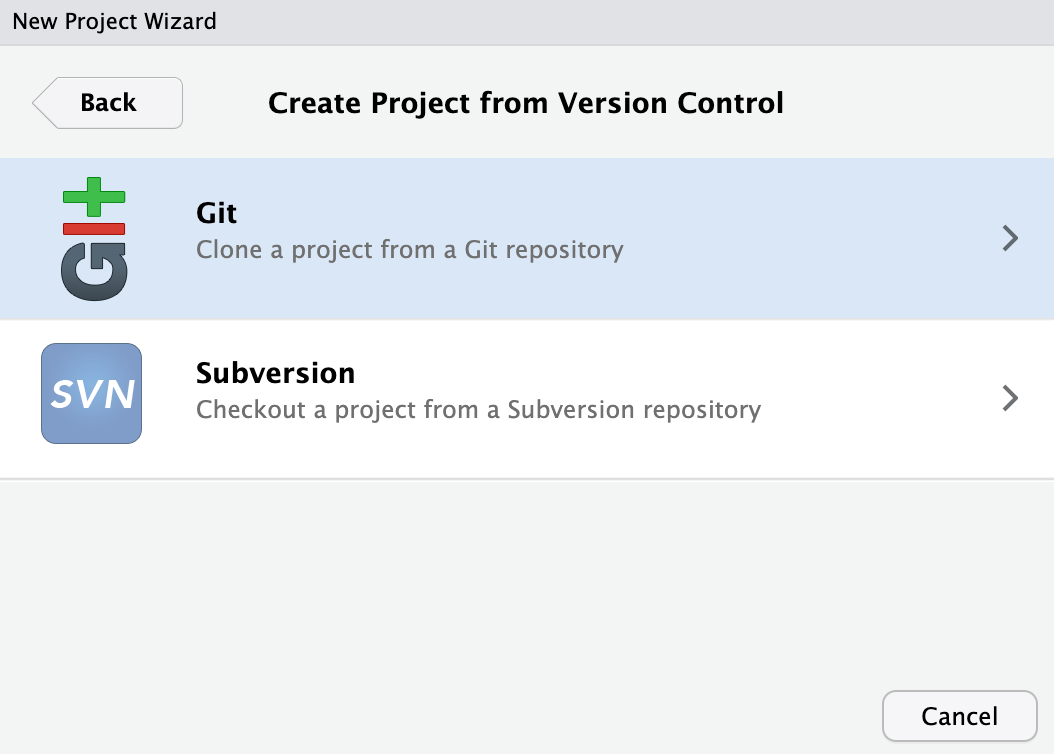 New Project Wizard
Back
Create Project from Version Control
Git
Git
Clone a project from a Git repository
SVN
Subversion
Checkout a project from a Subversion repository
Cancel